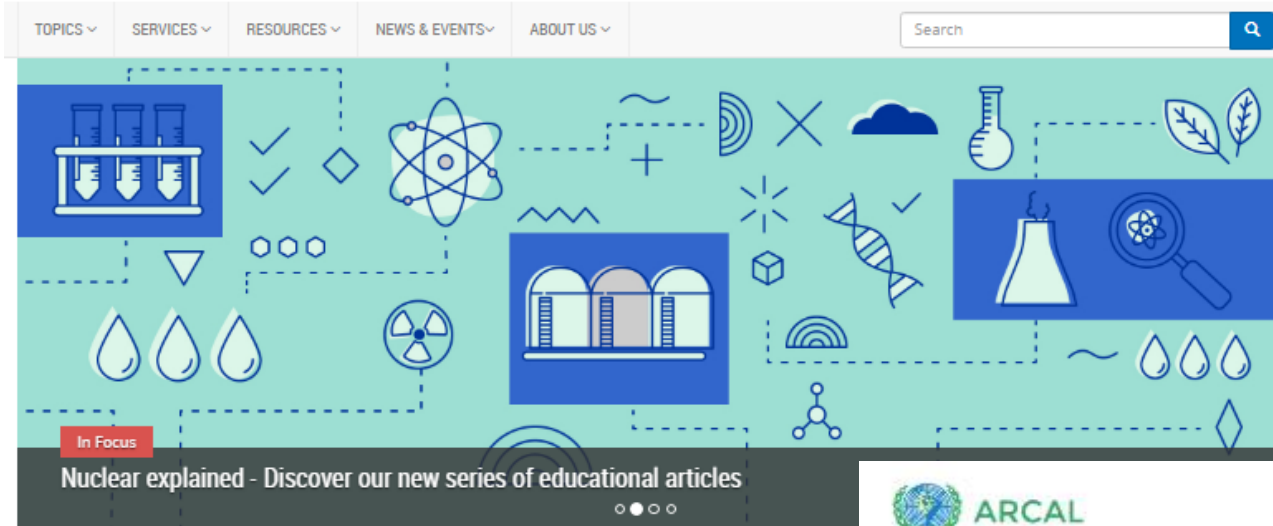 TOPICS SERVICES RESOURCES NEWS & EVENTS ABOUT US Search
In Focus
Nuclear explained - Discover our new series of educational articles
ARCAL